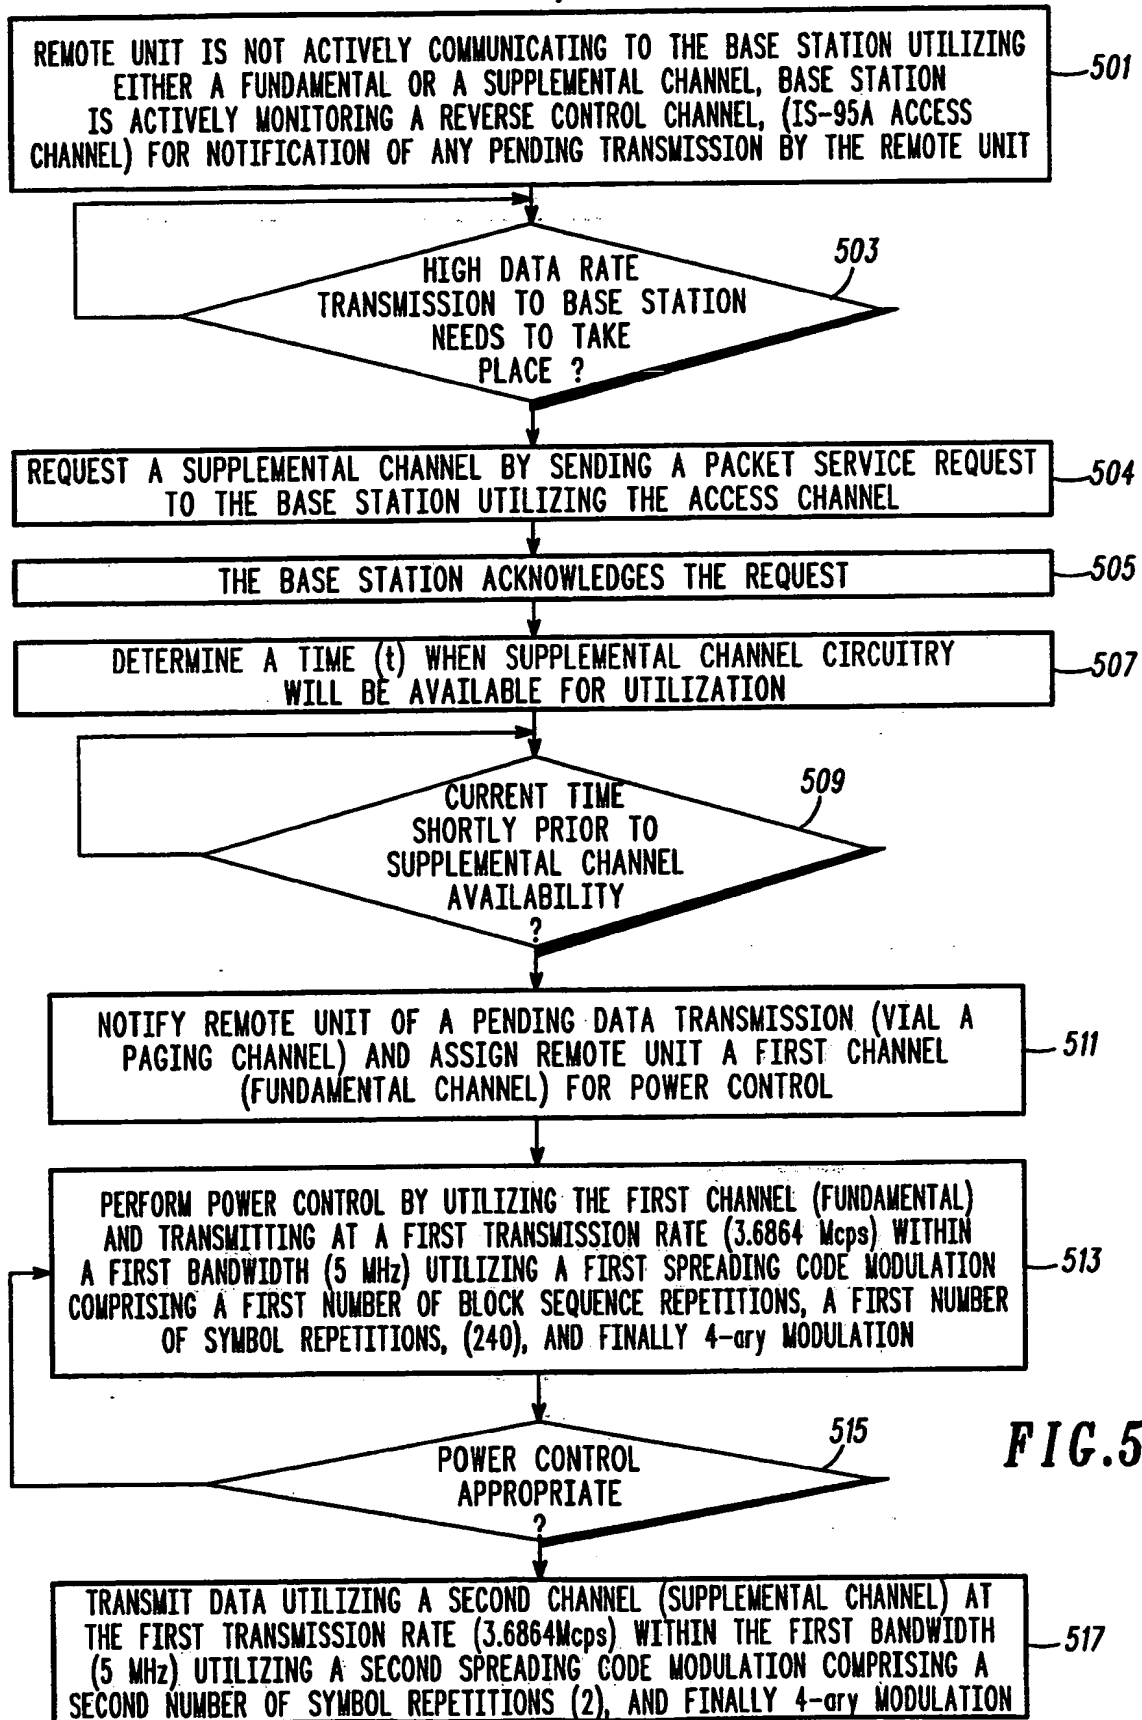 REMOTE UNIT IS NOT ACTIVELY COMMUNICATING TO THE BASE STATION UTILIZING
EITHER A FUNDAMENTAL OR A SUPPLEMENTAL CHANNEL, BASE STATION
IS ACTIVELY MONITORING A REVERSE CONTROL CHANNEL, (IS-95A ACCESS
CHANNEL) FOR NOTIFICATION OF ANY PENDING TRANSMISSION BY THE REMOTE UNIT
501
HIGH DATA RATE
TRANSMISSION TO BASE STATION
NEEDS TO TAKE
PLACE ?
503
REQUEST A SUPPLEMENTAL CHANNEL BY SENDING A PACKET SERVICE REQUEST
TO THE BASE STATION UTILIZING THE ACCESS CHANNEL
504
THE BASE STATION ACKNOWLEDGES THE REQUEST
505
DETERMINE A TIME (t) WHEN SUPPLEMENTAL CHANNEL CIRCUITRY
WILL BE AVAILABLE FOR UTILIZATION
507
CURRENT TIME
SHORTLY PRIOR TO
SUPPLEMENTAL CHANNEL
AVAILABILITY
?
509
NOTIFY REMOTE UNIT OF A PENDING DATA TRANSMISSION (VIAL A
PAGING CHANNEL) AND ASSIGN REMOTE UNIT A FIRST CHANNEL
(FUNDAMENTAL CHANNEL) FOR POWER CONTROL
511
PERFORM POWER CONTROL BY UTILIZING THE FIRST CHANNEL (FUNDAMENTAL)
AND TRANSMITTING AT A FIRST TRANSMISSION RATE (3.6864 Mcps) WITHIN
A FIRST BANDWIDTH (5 MHz) UTILIZING A FIRST SPREADING CODE MODULATION
COMPRISING A FIRST NUMBER OF BLOCK SEQUENCE REPETITIONS, A FIRST NUMBER
OF SYMBOL REPETITIONS, (240), AND FINALLY 4-ary MODULATION
513
POWER CONTROL
APPROPRIATE
?
515
FIG.5
TRANSMIT DATA UTILIZING A SECOND CHANNEL (SUPPLEMENTAL CHANNEL) AT
THE FIRST TRANSMISSION RATE (3.6864Mcps) WITHIN THE FIRST BANDWIDTH
(5 MHz) UTILIZING A SECOND SPREADING CODE MODULATION COMPRISING A
SECOND NUMBER OF SYMBOL REPETITIONS (2), AND FINALLY 4-ary MODULATION
517